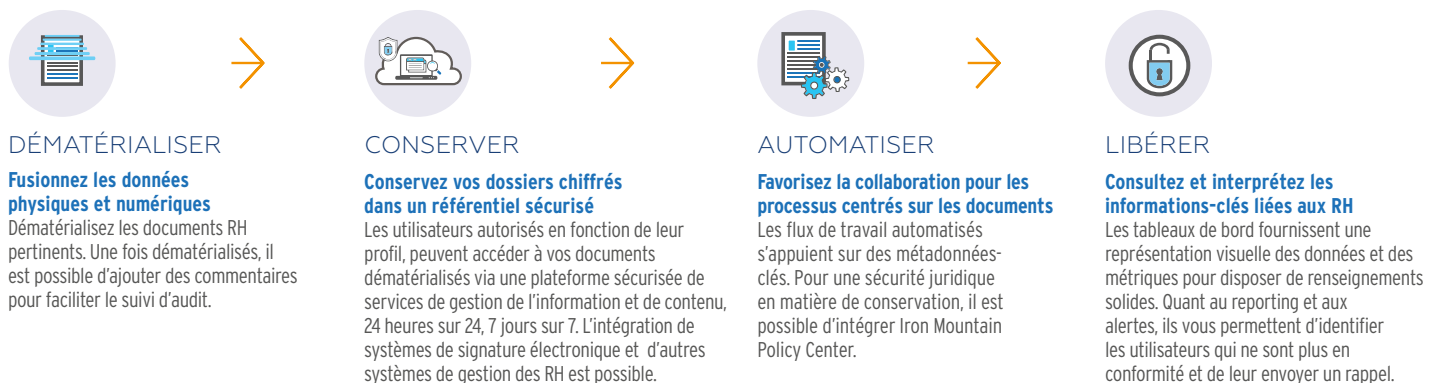 DÉMATÉRIALISER
Fusionnez les données
physiques et numériques
Dématérialisez les documents RH
pertinents. Une fois dématérialisés, il
est possible d'ajouter des commentaires
pour faciliter le suivi d'audit.
CONSERVER
Conservez vos dossiers chiffrés
dans un référentiel sécurisé
Les utilisateurs autorisés en fonction de leur
profil, peuvent accéder à vos documents
dématérialisés via une plateforme sécurisée de
services de gestion de l'information et de contenu,
24 heures sur 24, 7 jours sur 7. L'intégration de
systèmes de signature électronique et d'autres
systèmes de gestion des RH est possible.
AUTOMATISER
Favorisez la collaboration pour les
processus centrés sur les documents
Les flux de travail automatisés
s'appuient sur des métadonnées-
clés. Pour une sécurité juridique
en matière de conservation, il est
possible d'intégrer Iron Mountain
Policy Center.
LIBÉRER
Consultez et interprétez les
informations-clés liées aux RH
Les tableaux de bord fournissent une
représentation visuelle des données et des
métriques pour disposer de renseignements
solides. Quant au reporting et aux
alertes, ils vous permettent d'identifier
les utilisateurs qui ne sont plus en
conformité et de leur envoyer un rappel.